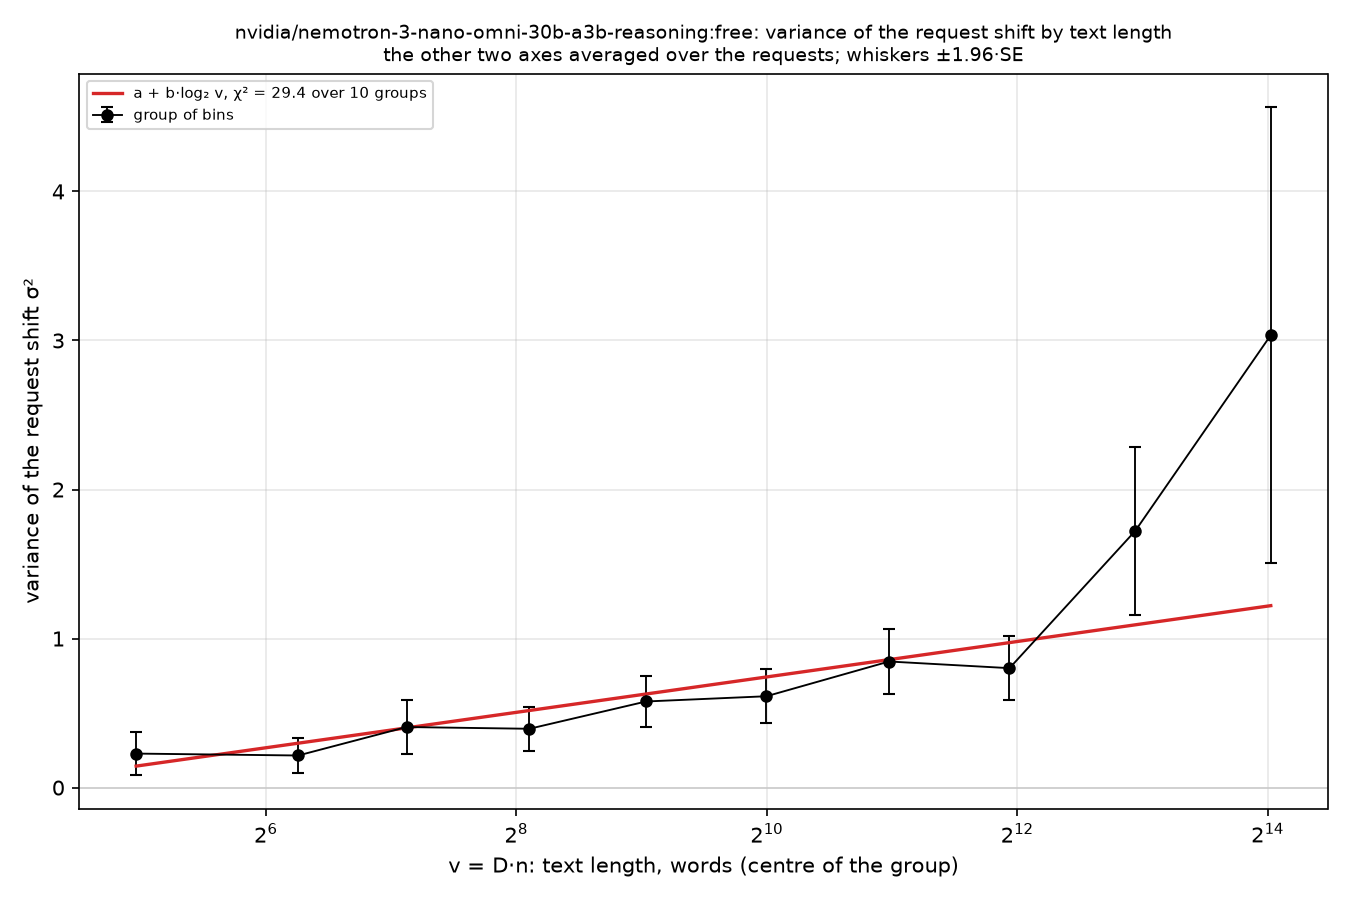 nvidia/nemotron-3-nano-omni-30b-a3b-reasoning:free: variance of the request shift by text length
the other two axes averaged over the requests; whiskers ±1.96·SE
a + b·log₂ v, χ² = 29.4 over 10 groups
group of bins
variance of the request shift σ²
4
3
2
1
0
2⁶
2⁸
2¹⁰
2¹²
2¹⁴
v = D·n: text length, words (centre of the group)